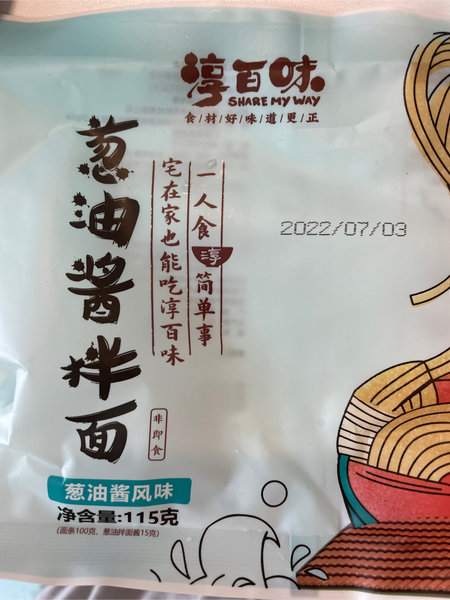 淳百味
SHARE MY WAY
食/材/好/味/道/更/正
葱油酱拌面
一人食淳简单事
宅在家也能吃淳百味
2022/07/03
非即食
葱油酱风味
净含量:115克
(面条100克、葱油拌面酱15克)